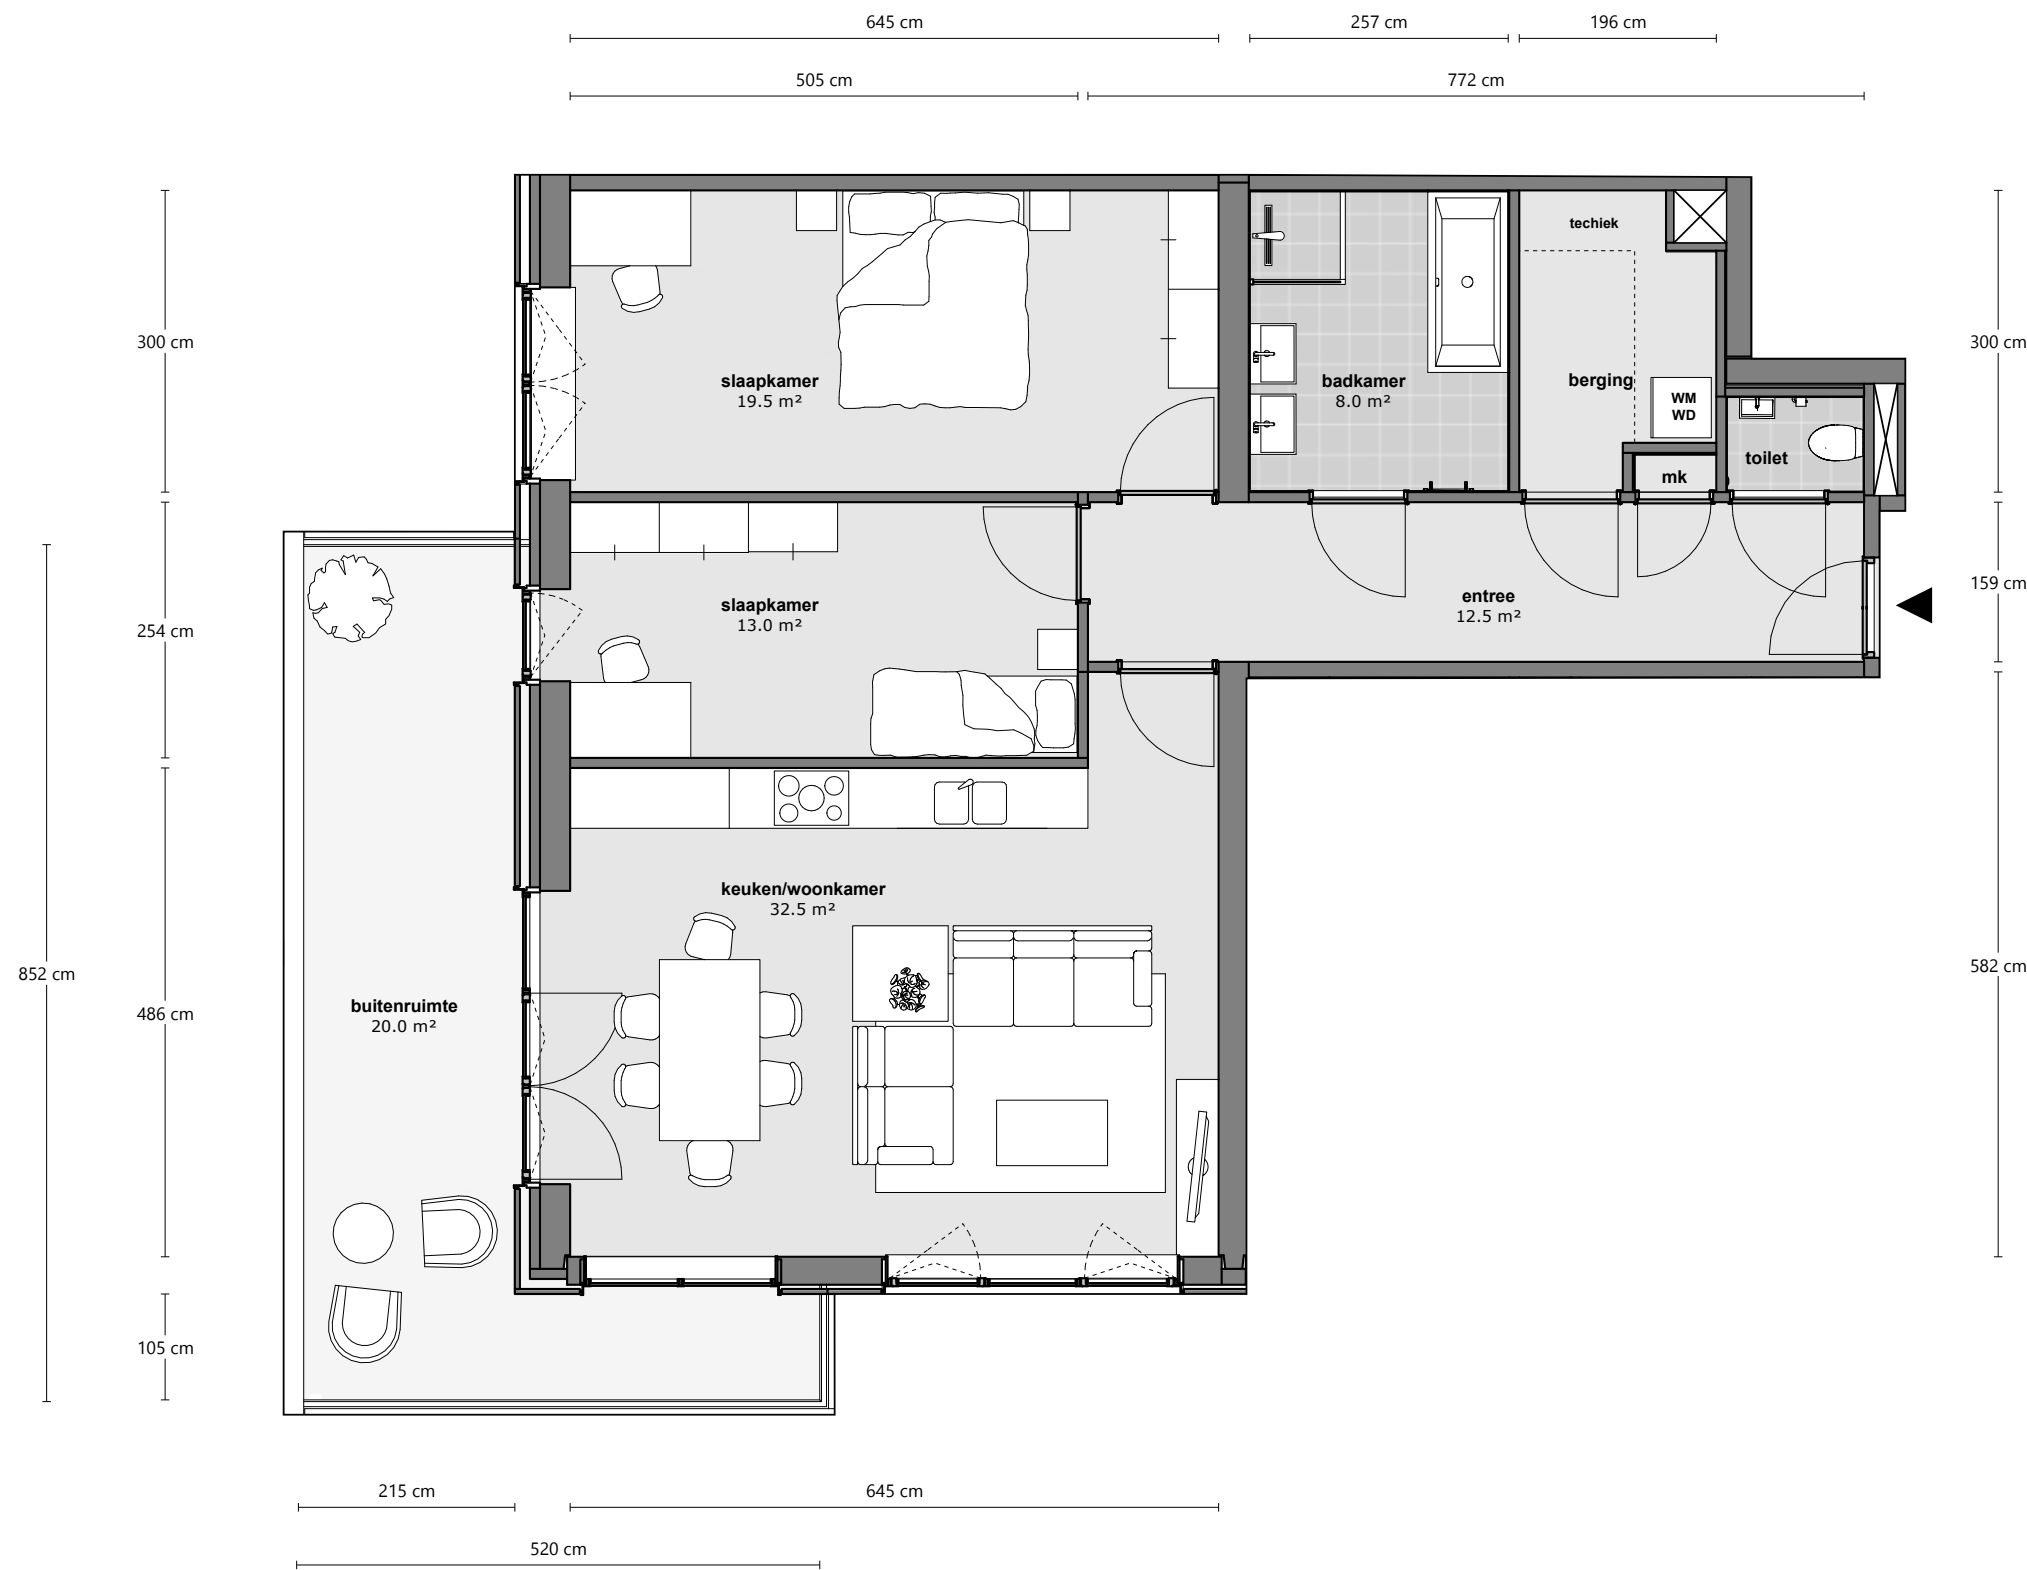 645 cm
257 cm
196 cm
505 cm
772 cm
techiek
300 cm
300 cm
slaapkamer
19.5 m²
badkamer
8.0 m²
berging
WM
WD
toilet
mk
159 cm
entree
12.5 m²
slaapkamer
13.0 m²
254 cm
keuken/woonkamer
32.5 m²
582 cm
852 cm
buitenruimte
20.0 m²
486 cm
105 cm
215 cm
645 cm
520 cm